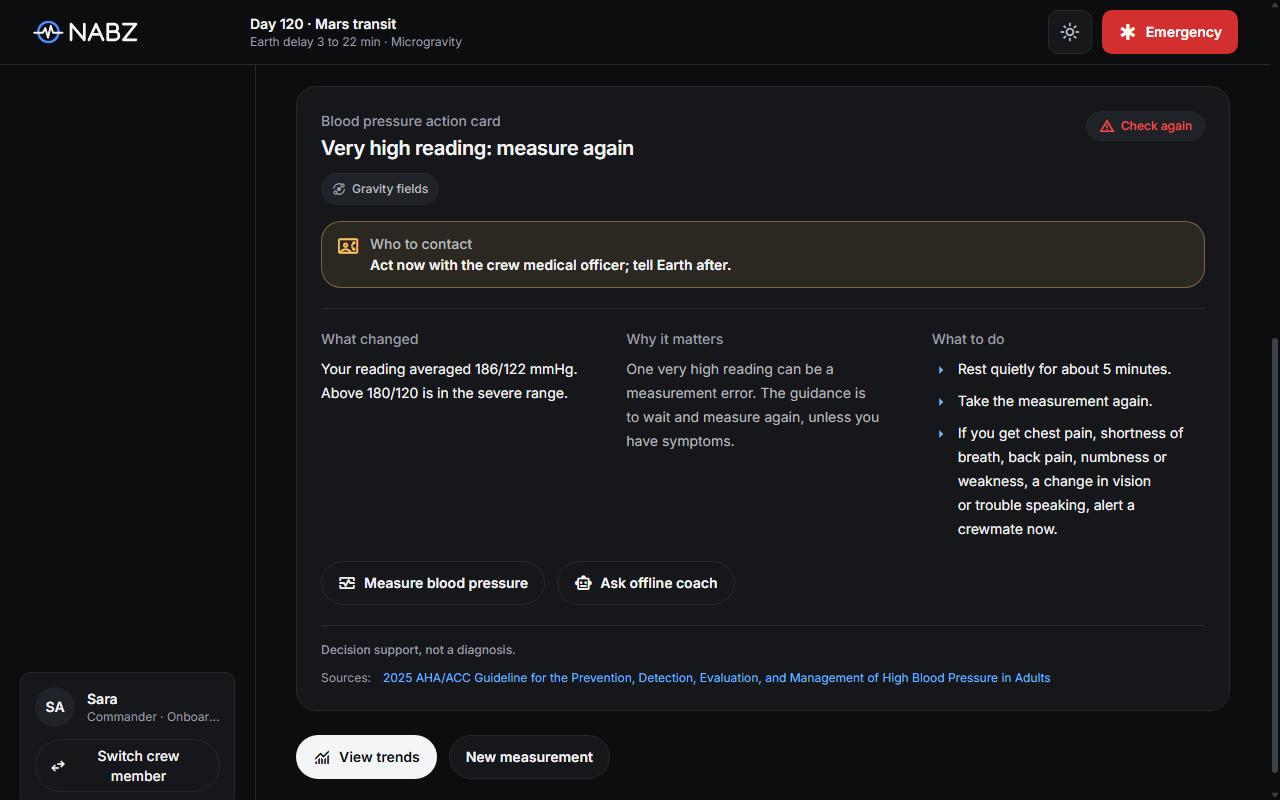 NABZ
Day 120 · Mars transit
Earth delay 3 to 22 min · Microgravity
Emergency
Blood pressure action card
Very high reading: measure again
Check again
Gravity fields
Who to contact
Act now with the crew medical officer; tell Earth after.
What changed
Your reading averaged 186/122 mmHg.
Above 180/120 is in the severe range.
Why it matters
One very high reading can be a
measurement error. The guidance is
to wait and measure again, unless you
have symptoms.
What to do
Rest quietly for about 5 minutes.
Take the measurement again.
If you get chest pain, shortness of
breath, back pain, numbness or
weakness, a change in vision
or trouble speaking, alert a
crewmate now.
Measure blood pressure
Ask offline coach
Decision support, not a diagnosis.
Sources: 2025 AHA/ACC Guideline for the Prevention, Detection, Evaluation, and Management of High Blood Pressure in Adults
SA
Sara
Commander · Onboar...
Switch crew
member
View trends
New measurement